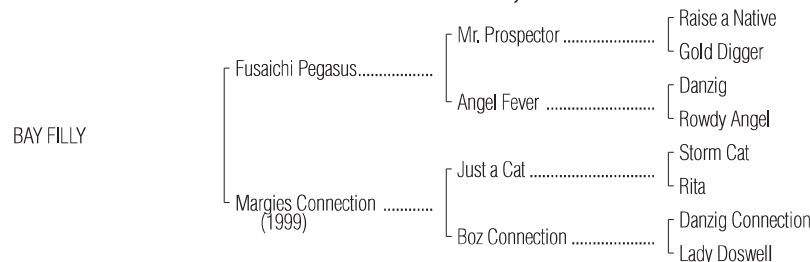 Raise a Native
Mr. Prospector ..................
Gold Digger
Fusaichi Pegasus...............
Danzig
Angel Fever .....................
Rowdy Angel
BAY FILLY
Storm Cat
Just a Cat ........................
Rita
Margies Connection ............
(1999)
Danzig Connection
Boz Connection .................
Lady Doswell